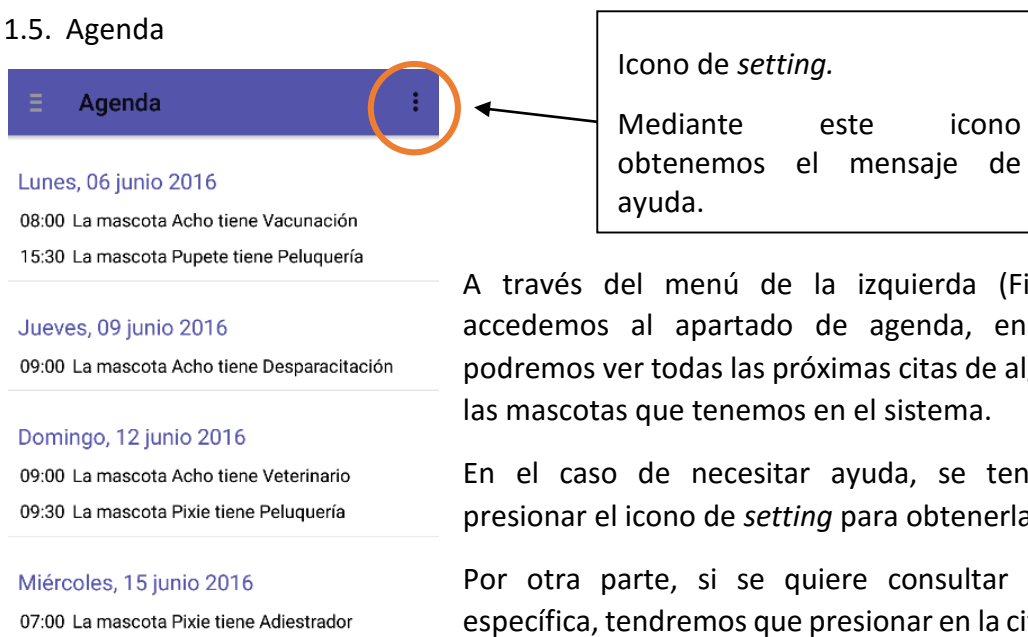 1.5. Agenda
Agenda
Icono de setting.
Mediante este icono
obtenemos el mensaje de
ayuda.
Lunes, 06 junio 2016
08:00 La mascota Acho tiene Vacunación
15:30 La mascota Pupete tiene Peluquería
Jueves, 09 junio 2016
09:00 La mascota Acho tiene Desparacitación
Domingo, 12 junio 2016
09:00 La mascota Acho tiene Veterinario
09:30 La mascota Pixie tiene Peluquería
Miércoles, 15 junio 2016
07:00 La mascota Pixie tiene Adiestrador
A través del menú de la izquierda
accedemos al apartado de agenda, en
podremos ver todas las próximas citas de
las mascotas que tenemos en el sistema.
En el caso de necesitar ayuda, se
presionar el icono de setting para obtenerla
Por otra parte, si se quiere consultar
específica, tendremos que presionar en la